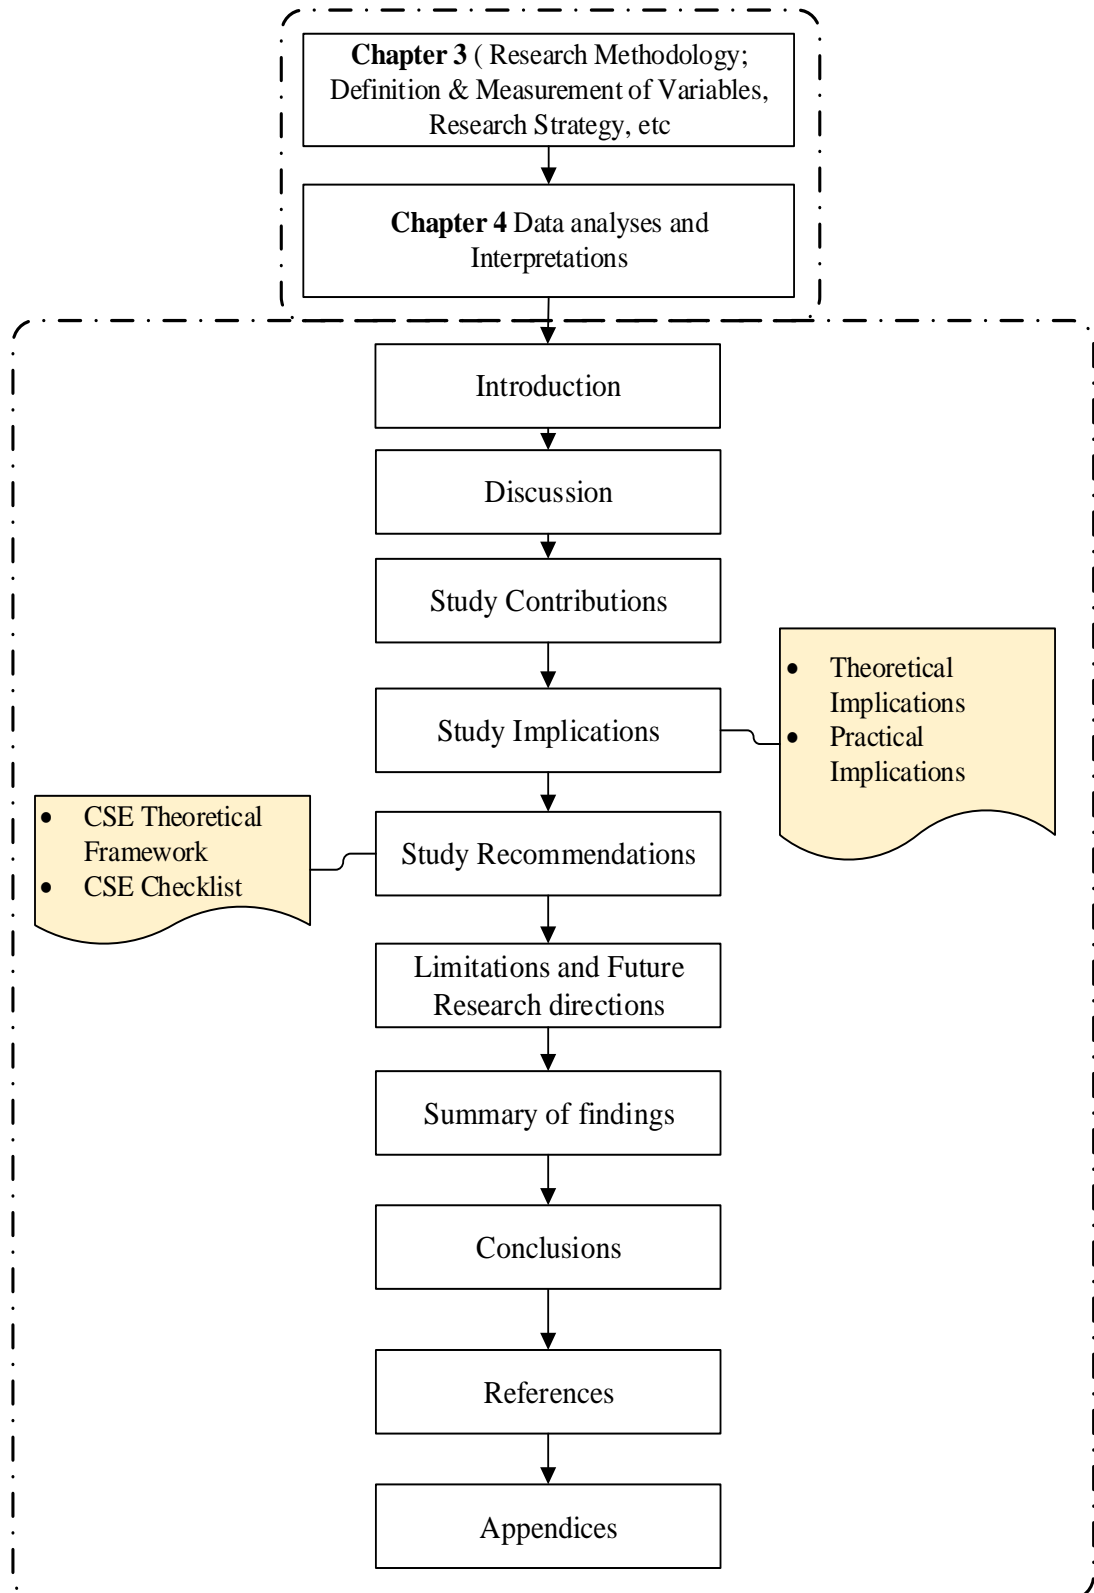 Chapter 3 ( Research Methodology;
Definition & Measurement of Variables,
Research Strategy, etc
Chapter 4 Data analyses and
Interpretations
Introduction
Discussion
Study Contributions
Study Implications
• Theoretical
Implications
• Practical
Implications
Study Recommendations
• CSE Theoretical
Framework
• CSE Checklist
Limitations and Future
Research directions
Summary of findings
Conclusions
References
Appendices